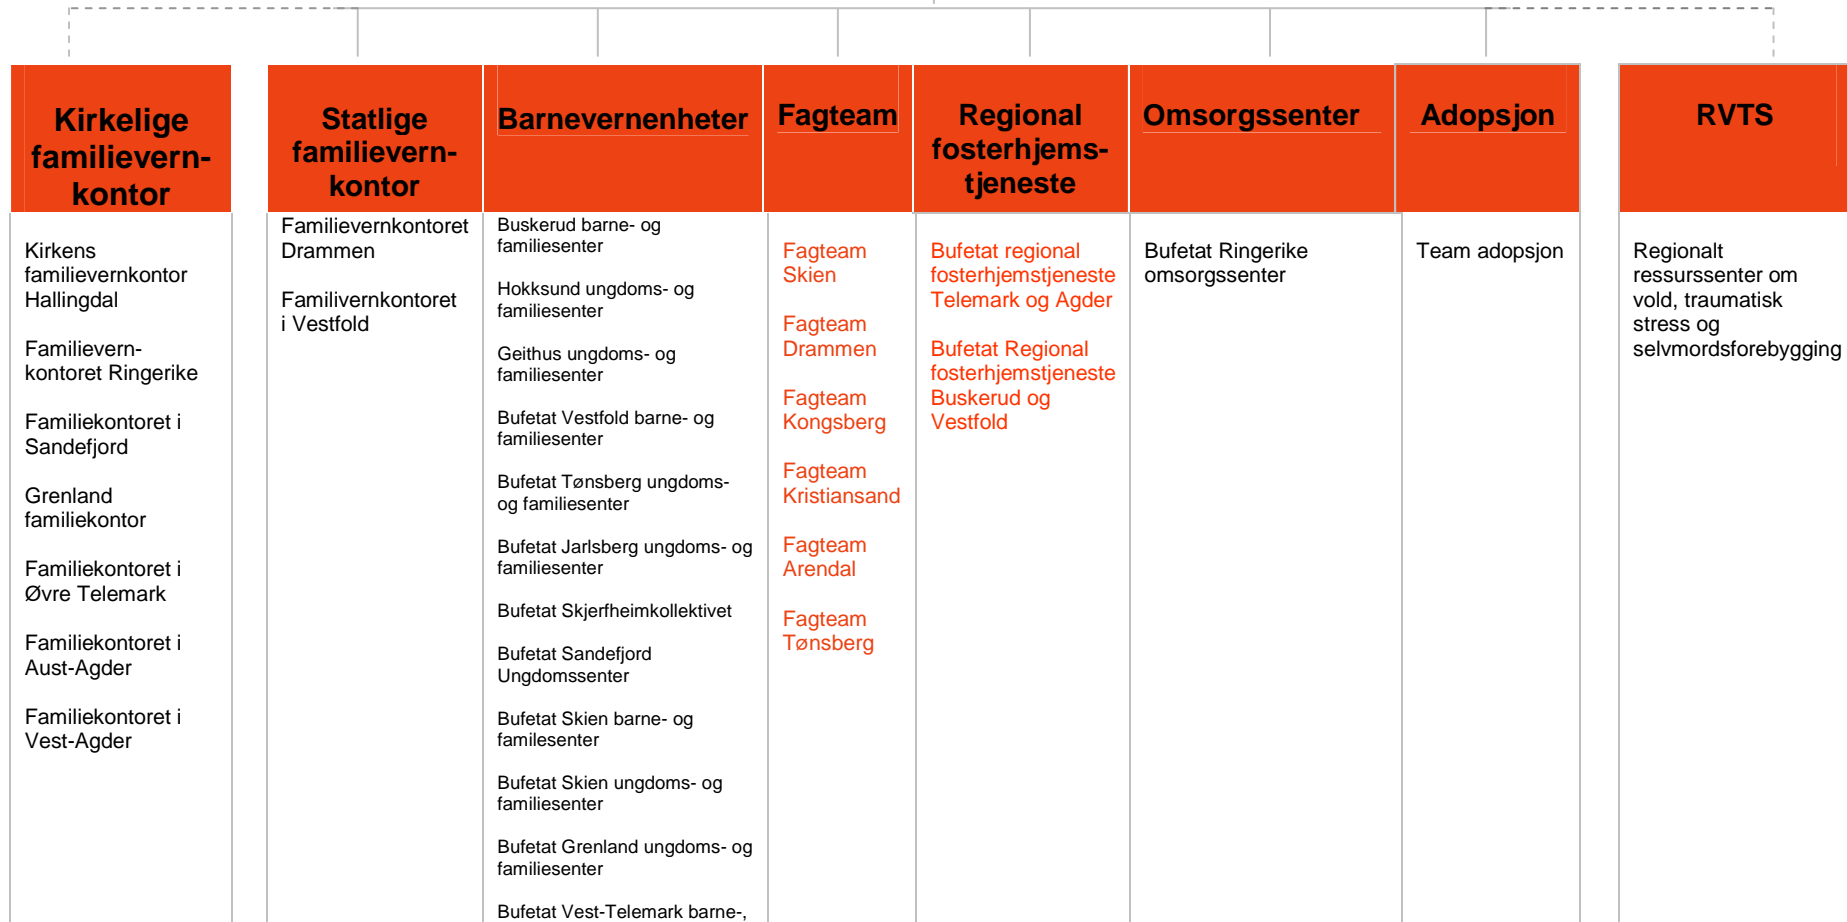 Kirkelige
familievern-
kontor
Kirkens
familievernkontor
Hallingdal
Familievern-
kontoret Ringerike
Familiekontoret i
Sandefjord
Grenland
familiekontor
Familiekontoret i
Øvre Telemark
Familiekontoret i
Aust-Agder
Familiekontoret i
Vest-Agder
Statlige
familievern-
kontor
Familievernkontoret
Drammen
Familivernkontoret
i Vestfold
Barnevernenheter
Buskerud barne- og
familiesenter
Hokksund ungdoms- og
familiesenter
Geithus ungdoms- og
familiesenter
Bufetat Vestfold barne- og
familiesenter
Bufetat Tønsberg ungdoms-
og familiesenter
Bufetat Jarlsberg ungdoms- og
familiesenter
Bufetat Skjerfheimkollektivet
Bufetat Sandefjord
Ungdomssenter
Bufetat Skien barne- og
familesenter
Bufetat Skien ungdoms- og
familiesenter
Bufetat Grenland ungdoms- og
familiesenter
Bufetat Vest-Telemark barne-,
Fagteam
Fagteam
Skien
Fagteam
Drammen
Fagteam
Kongsberg
Fagteam
Kristiansand
Fagteam
Arendal
Fagteam
Tønsberg
Regional
fosterhjems-
tjeneste
Bufetat regional
fosterhjemstjeneste
Telemark og Agder
Bufetat Regional
fosterhjemstjeneste
Buskerud og
Vestfold
Omsorgssenter
Bufetat Ringerike
omsorgssenter
Adopsjon
Team adopsjon
RVTS
Regionalt
ressurssenter om
vold, traumatisk
stress og
selvmordsforebygging